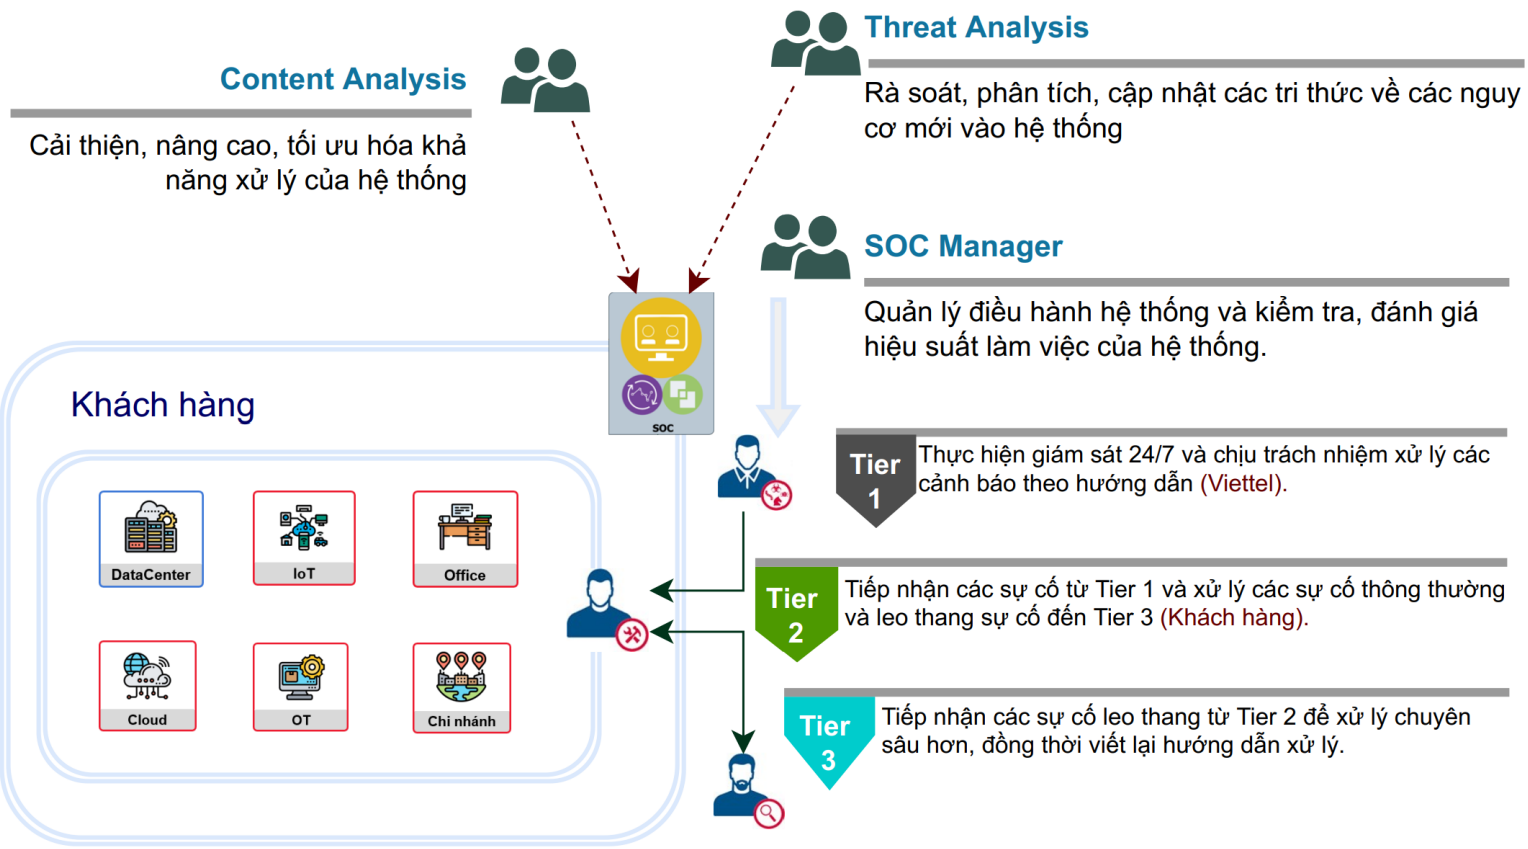 Threat Analysis
Rà soát, phân tích, cập nhật các tri thức về các nguy
cơ mới vào hệ thống
Content Analysis
Cải thiện, nâng cao, tối ưu hóa khả
năng xử lý của hệ thống
SOC Manager
Quản lý điều hành hệ thống và kiểm tra, đánh giá
hiệu suất làm việc của hệ thống.
SOC
Khách hàng
DataCenter
IoT
Office
Cloud
OT
Chi nhánh
Tier
1
Thực hiện giám sát 24/7 và chịu trách nhiệm xử lý các
cảnh báo theo hướng dẫn (Viettel).
Tier
2
Tiếp nhận các sự cố từ Tier 1 và xử lý các sự cố thông thường
và leo thang sự cố đến Tier 3 (Khách hàng).
Tier
3
Tiếp nhận các sự cố leo thang từ Tier 2 để xử lý chuyên
sâu hơn, đồng thời viết lại hướng dẫn xử lý.